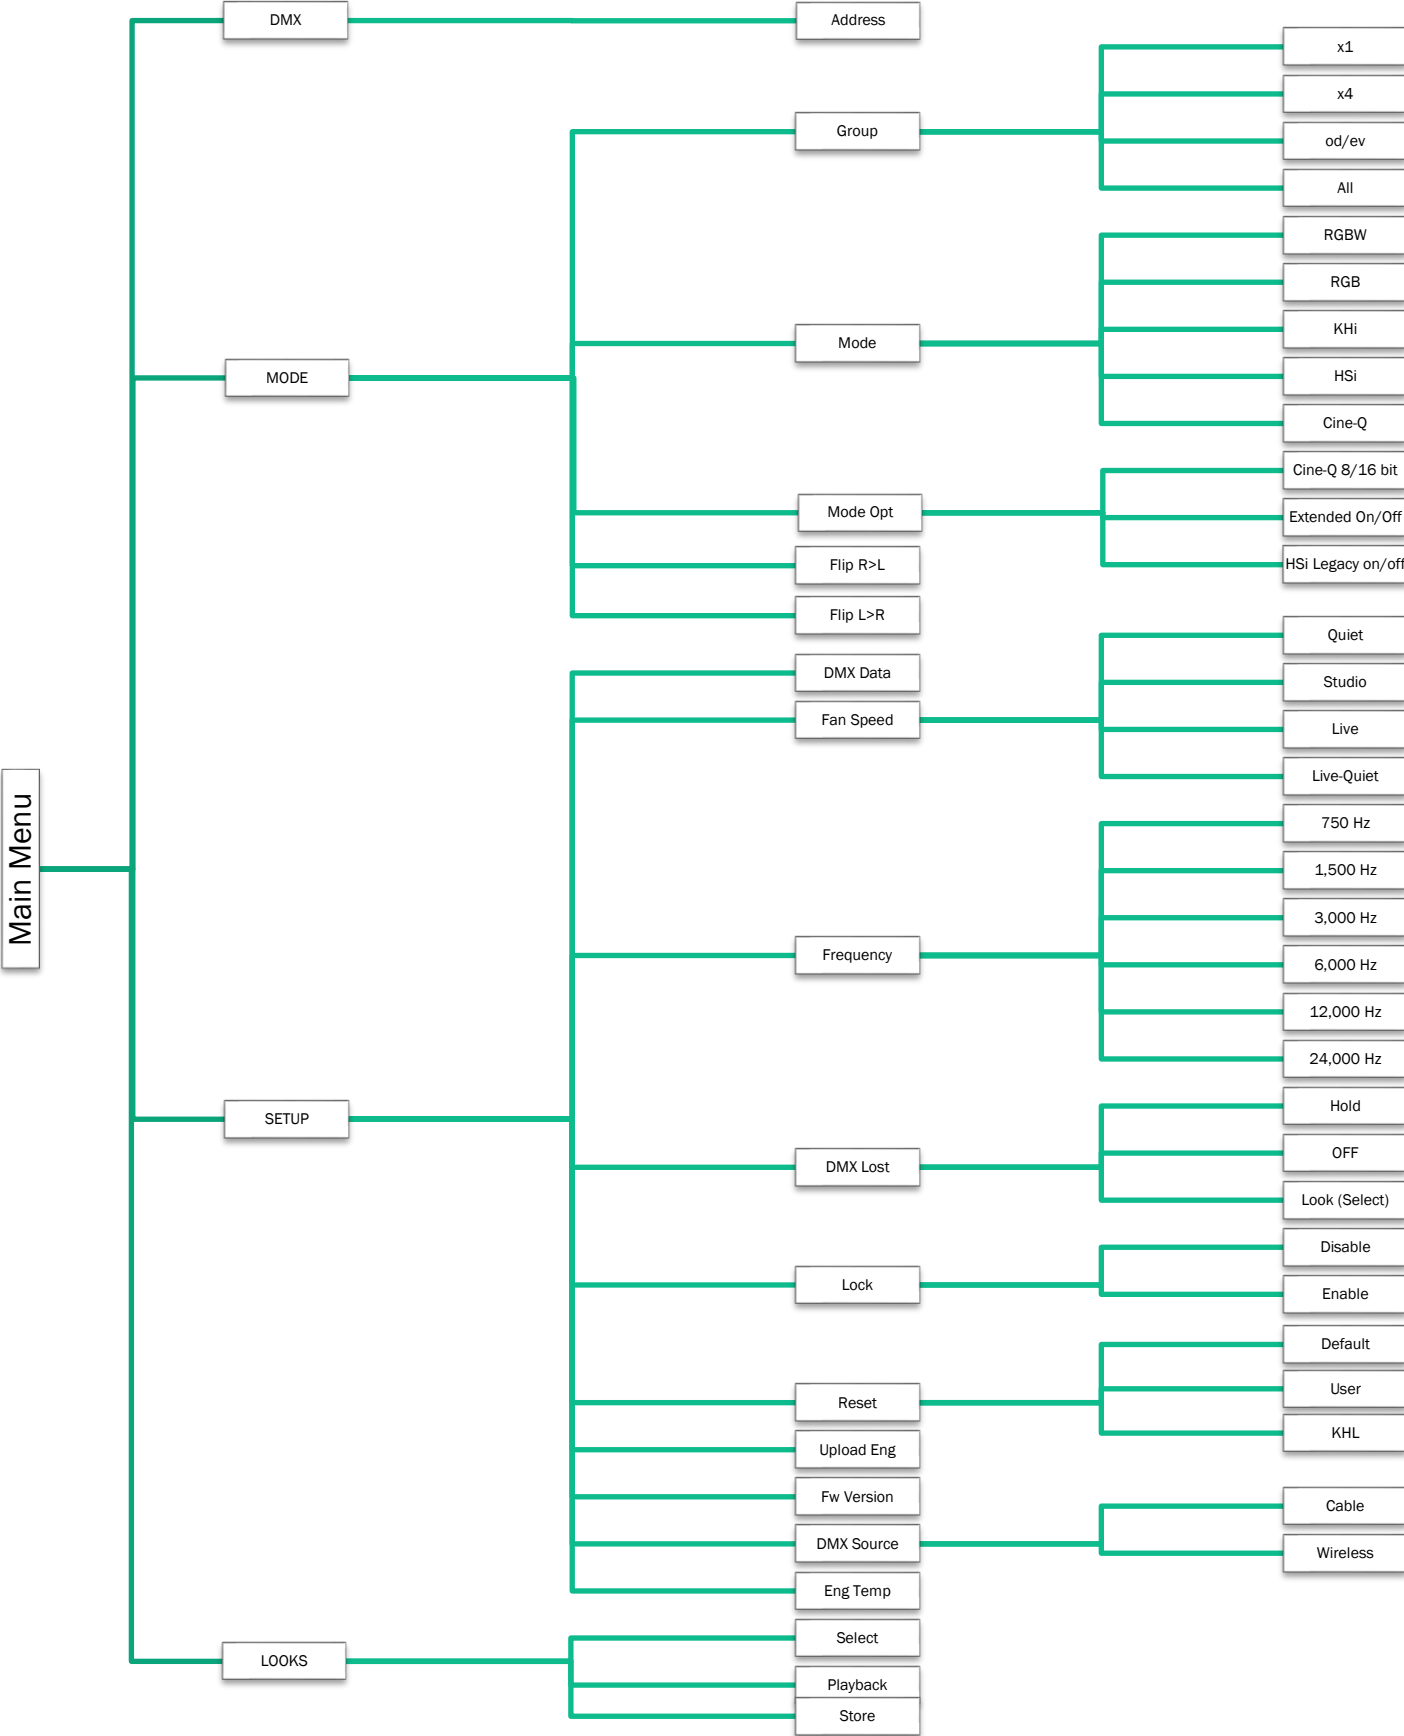 Main Menu
DMX
Address
MODE
Group
x1
x4
od/ev
All
Mode
RGBW
RGB
KHi
HSi
Cine-Q
Mode Opt
Cine-Q 8/16 bit
Extended On/Off
HSi Legacy on/off
Flip R>L
Flip L>R
SETUP
DMX Data
Fan Speed
Quiet
Studio
Live
Live-Quiet
Frequency
750 Hz
1,500 Hz
3,000 Hz
6,000 Hz
12,000 Hz
24,000 Hz
DMX Lost
Hold
OFF
Look (Select)
Lock
Disable
Enable
Reset
Default
User
KHL
Upload Eng
Fw Version
DMX Source
Cable
Wireless
Eng Temp
LOOKS
Select
Playback
Store